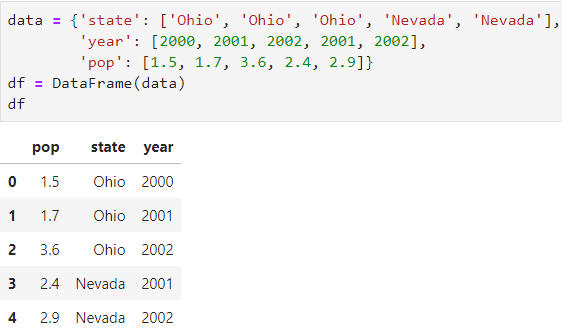 data = {'state': ['Ohio', 'Ohio', 'Ohio', 'Nevada', 'Nevada'],
'year': [2000, 2001, 2002, 2001, 2002],
'pop': [1.5, 1.7, 3.6, 2.4, 2.9]}
df = DataFrame(data)
df
pop state year
0 1.5 Ohio 2000
1 1.7 Ohio 2001
2 3.6 Ohio 2002
3 2.4 Nevada 2001
4 2.9 Nevada 2002